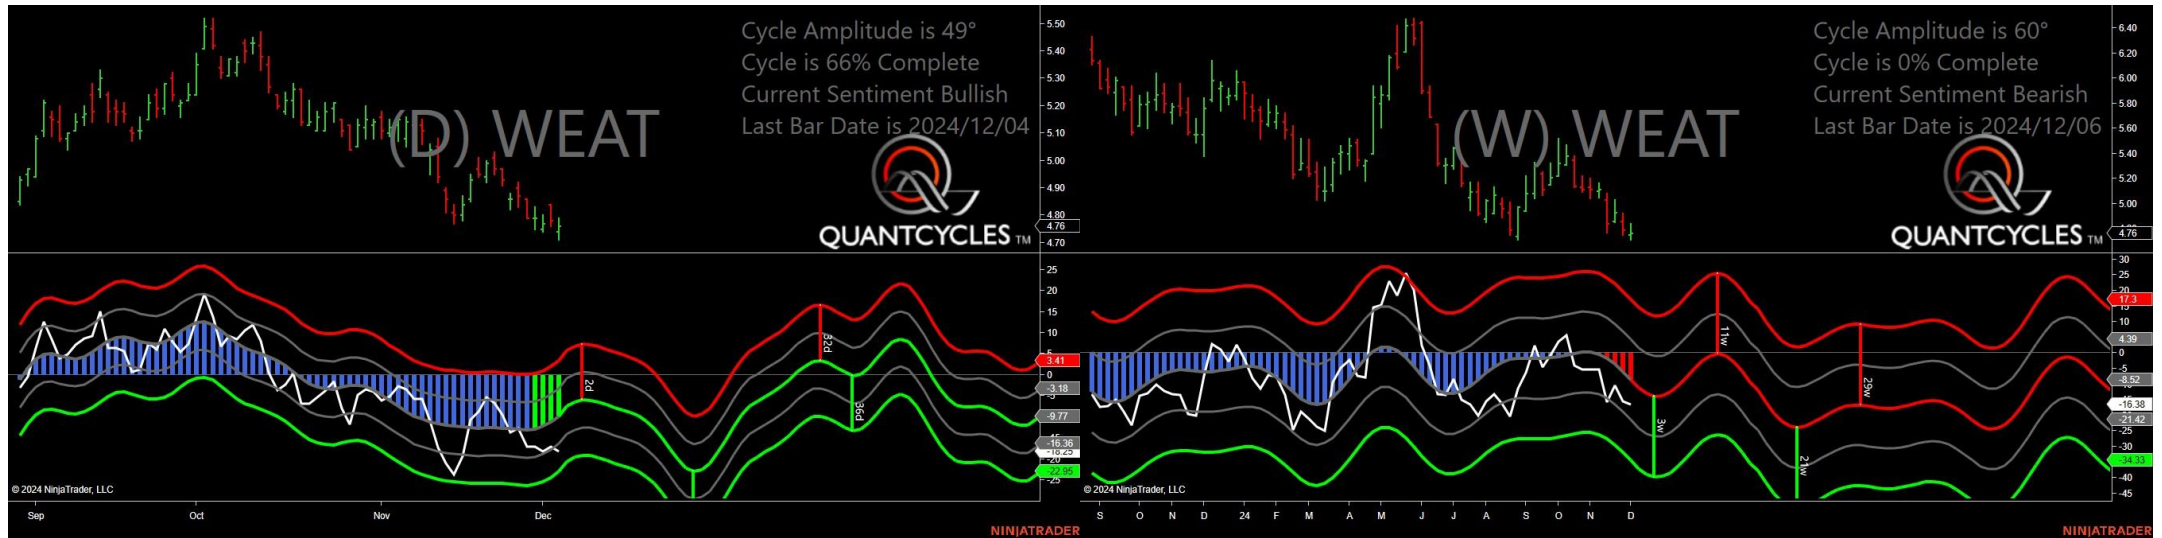 Cycle Amplitude is 49°
Cycle is 66% Complete
Current Sentiment Bullish
Last Bar Date is 2024/12/04
(D) WEAT
QUANTCYCLES TM
5.50
5.40
5.30
5.20
5.10
5.00
4.90
4.80
4.76
4.70
25
20
15
10
5
3.41
0
-3.18
-5
-9.77
-15
-16.36
-18.25
-20
-22.95
-25
2d
32d
36d
© 2024 NinjaTrader, LLC
Sep
Oct
Nov
Dec
NINJATRADER
Cycle Amplitude is 60°
Cycle is 0% Complete
Current Sentiment Bearish
Last Bar Date is 2024/12/06
(W) WEAT
QUANTCYCLES TM
6.40
6.20
6.00
5.80
5.60
5.40
5.20
5.00
4.76
30
25
20
17.3
15
10
4.39
0
-5
-8.52
-16.38
-21.42
-25
-30
-34.33
-40
-45
11w
3w
21w
29w
© 2024 NinjaTrader, LLC
S O N D 24 F M A M J J A S O N D
NINJATRADER